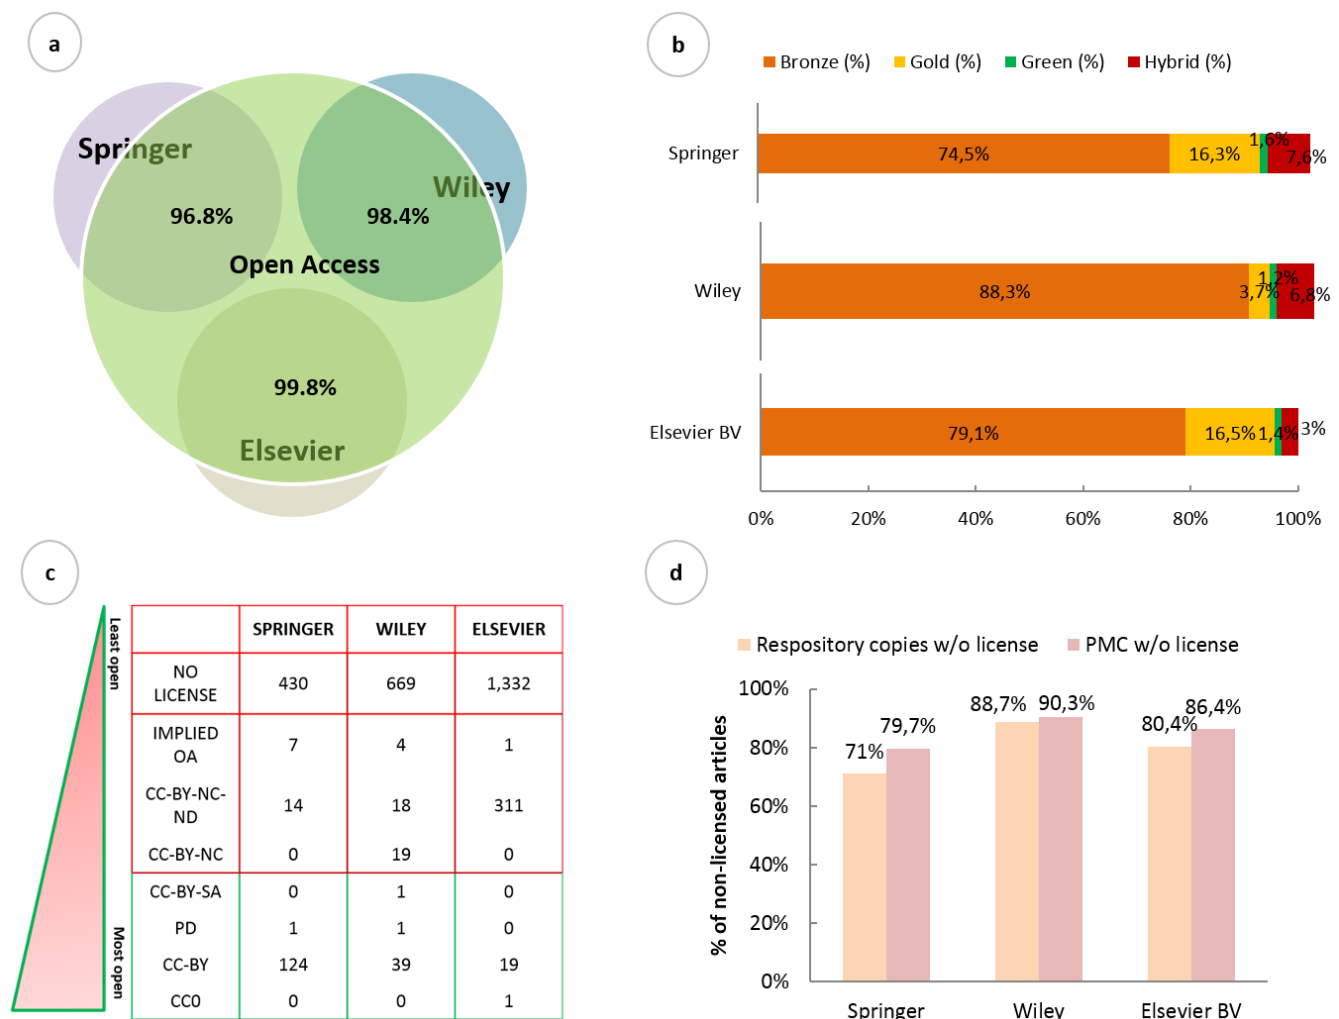 a
Springer
Wiley
96.8%
98.4%
Open Access
99.8%
Elsevier
b
Bronze (%) Gold (%) Green (%) Hybrid (%)
Springer 74,5% 16,3% 1,6% 7,6%
Wiley 88,3% 3,7% 1,2% 6,8%
Elsevier BV 79,1% 16,5% 1,4% 3%
0% 20% 40% 60% 80% 100%
c
Least open
Most open
SPRINGER WILEY ELSEVIER
NO
LICENSE 430 669 1,332
IMPLIED
OA 7 4 1
CC-BY-NC-
ND 14 18 311
CC-BY-NC 0 19 0
CC-BY-SA 0 1 0
PD 1 1 0
CC-BY 124 39 19
CC0 0 0 1
d
Respository copies w/o license PMC w/o license
% of non-licensed articles
100%
80%
60%
40%
20%
0%
71% 79,7% 88,7% 90,3% 80,4% 86,4%
Springer Wiley Elsevier BV